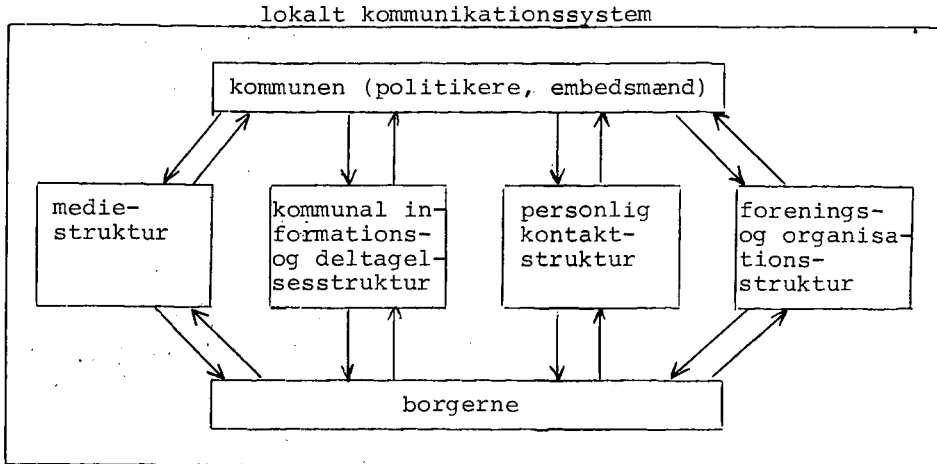 lokalt kommunikationssystem
kommunen (politikere, embedsmænd)
medie-
struktur
kommunal in-
formations-
og deltagel-
sesstruktur
personlig
kontakt-
struktur
forenings-
og organisa-
tions-
struktur
borgerne